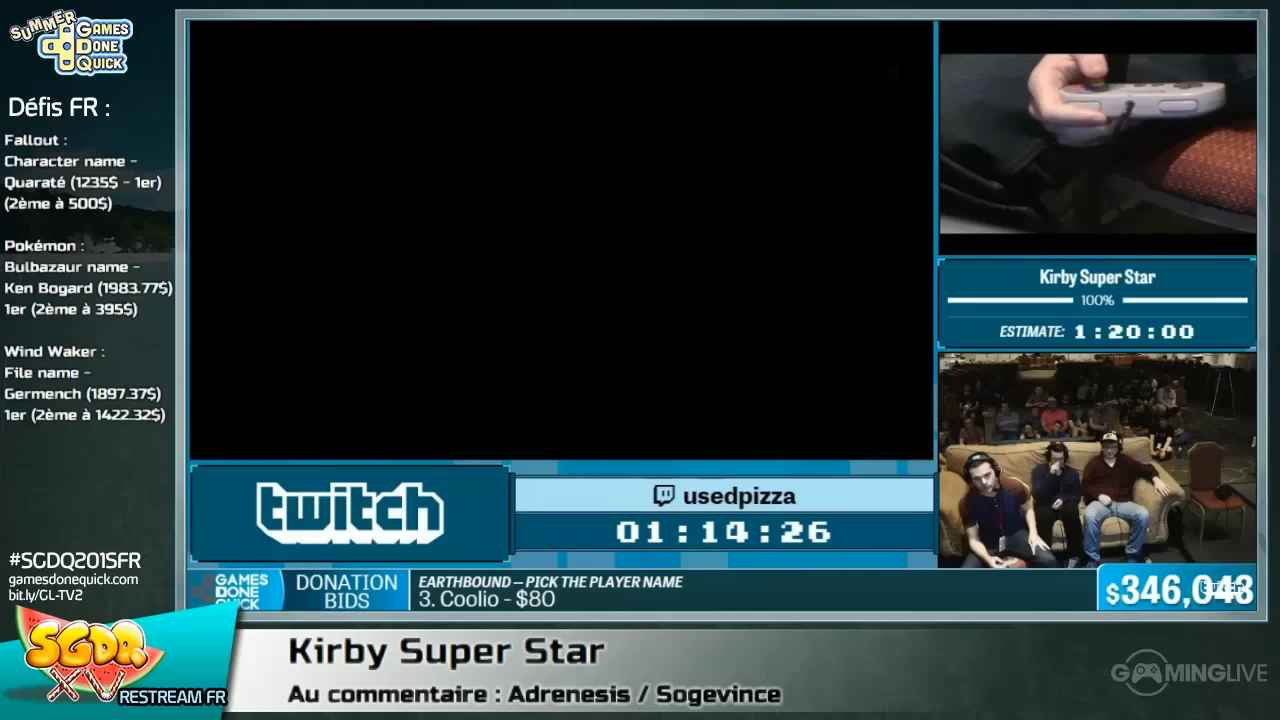 SUMMER
GAMES
DONE
QUICK
Défis FR :
Fallout :
Character name -
Quaraté (1235$ - 1er)
(2ème à 500$)
Pokémon :
Bulbazaur name -
Ken Bogard (1983.77$)
1er (2ème à 395$)
Wind Waker :
File name -
Germench (1897.37$)
1er (2ème à 1422.32$)
#SGDQ2015FR
gamesdonequick.com
bit.ly/GL-TV2
Kirby Super Star
100%
ESTIMATE: 1:20:00
twitch
usedpizza
01:14:26
GAMES
DONE
QUICK
DONATION
BIDS
EARTHBOUND – PICK THE PLAYER NAME
3. Coolio - $80
$346,043
SGDQ
XV
RESTREAM FR
Kirby Super Star
Au commentaire : Adrenesis / Sogevince
GAMINGLIVE